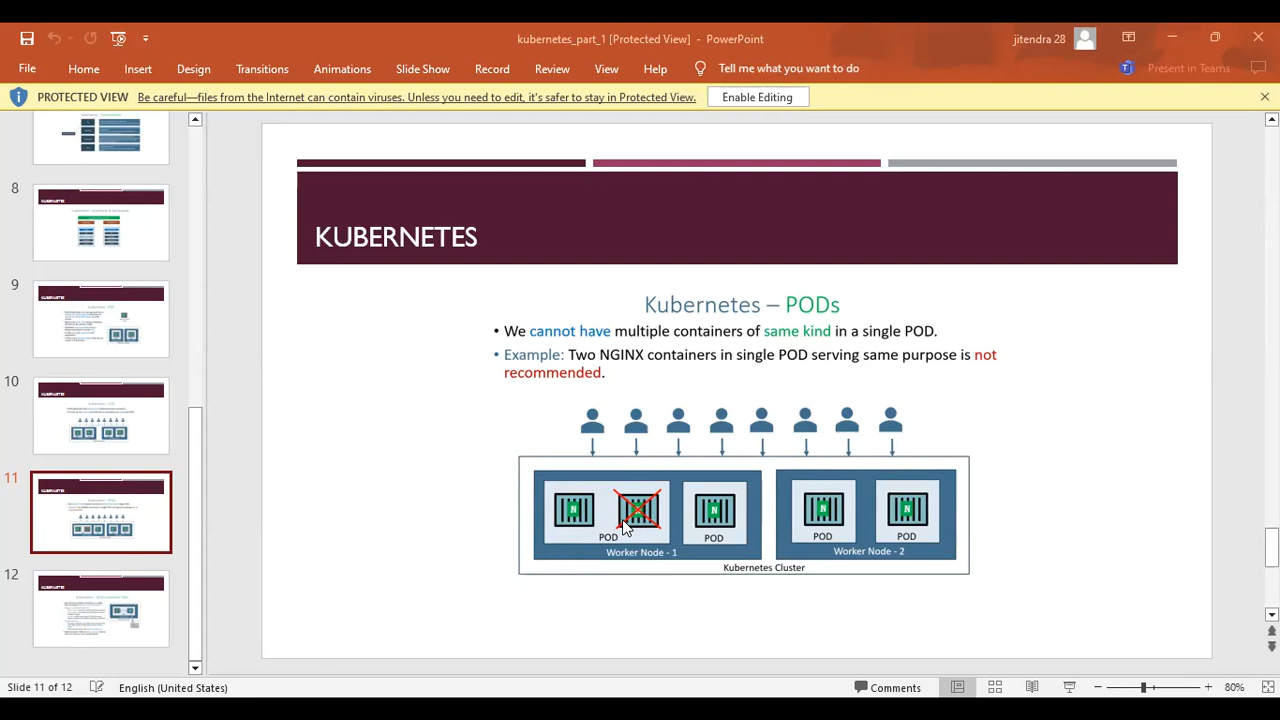 kubernetes_part_1 [Protected View] - PowerPoint
jitendra 28
File Home Insert Design Transitions Animations Slide Show Record Review View Help Tell me what you want to do Present in Teams
PROTECTED VIEW Be careful—files from the Internet can contain viruses. Unless you need to edit, it's safer to stay in Protected View. Enable Editing
8
KUBERNETES
9
KUBERNETES
10
KUBERNETES
11
KUBERNETES
12
KUBERNETES
KUBERNETES
Kubernetes – PODs
• We cannot have multiple containers of same kind in a single POD.
• Example: Two NGINX containers in single POD serving same purpose is not
recommended.
N N N N N
POD POD POD POD
Worker Node - 1 Worker Node - 2
Kubernetes Cluster
Slide 11 of 12 English (United States) Comments 80%